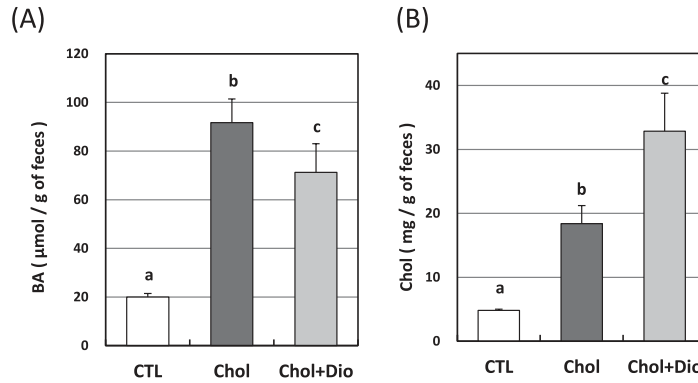 (A)
BA ( μmol / g of feces )
120
100
80
60
40
20
0
a
b
c
CTL
Chol
Chol+Dio
(B)
Chol ( mg / g of feces )
40
30
20
10
0
a
b
c
CTL
Chol
Chol+Dio